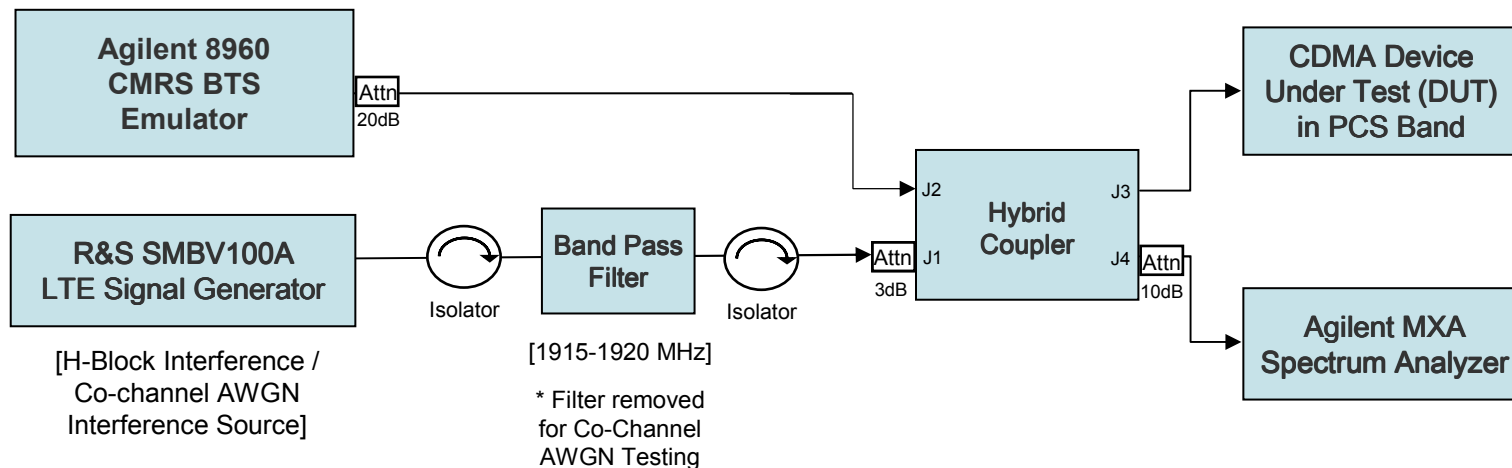 Agilent 8960
CMRS BTS
Emulator
Attn
20dB
CDMA Device
Under Test (DUT)
in PCS Band
J2
J3
Hybrid
Coupler
J1
J4
Attn
3dB
Attn
10dB
R&S SMBV100A
LTE Signal Generator
Isolator
Band Pass
Filter
Isolator
[H-Block Interference /
Co-channel AWGN
Interference Source]
[1915-1920 MHz]
* Filter removed
for Co-Channel
AWGN Testing
Agilent MXA
Spectrum Analyzer